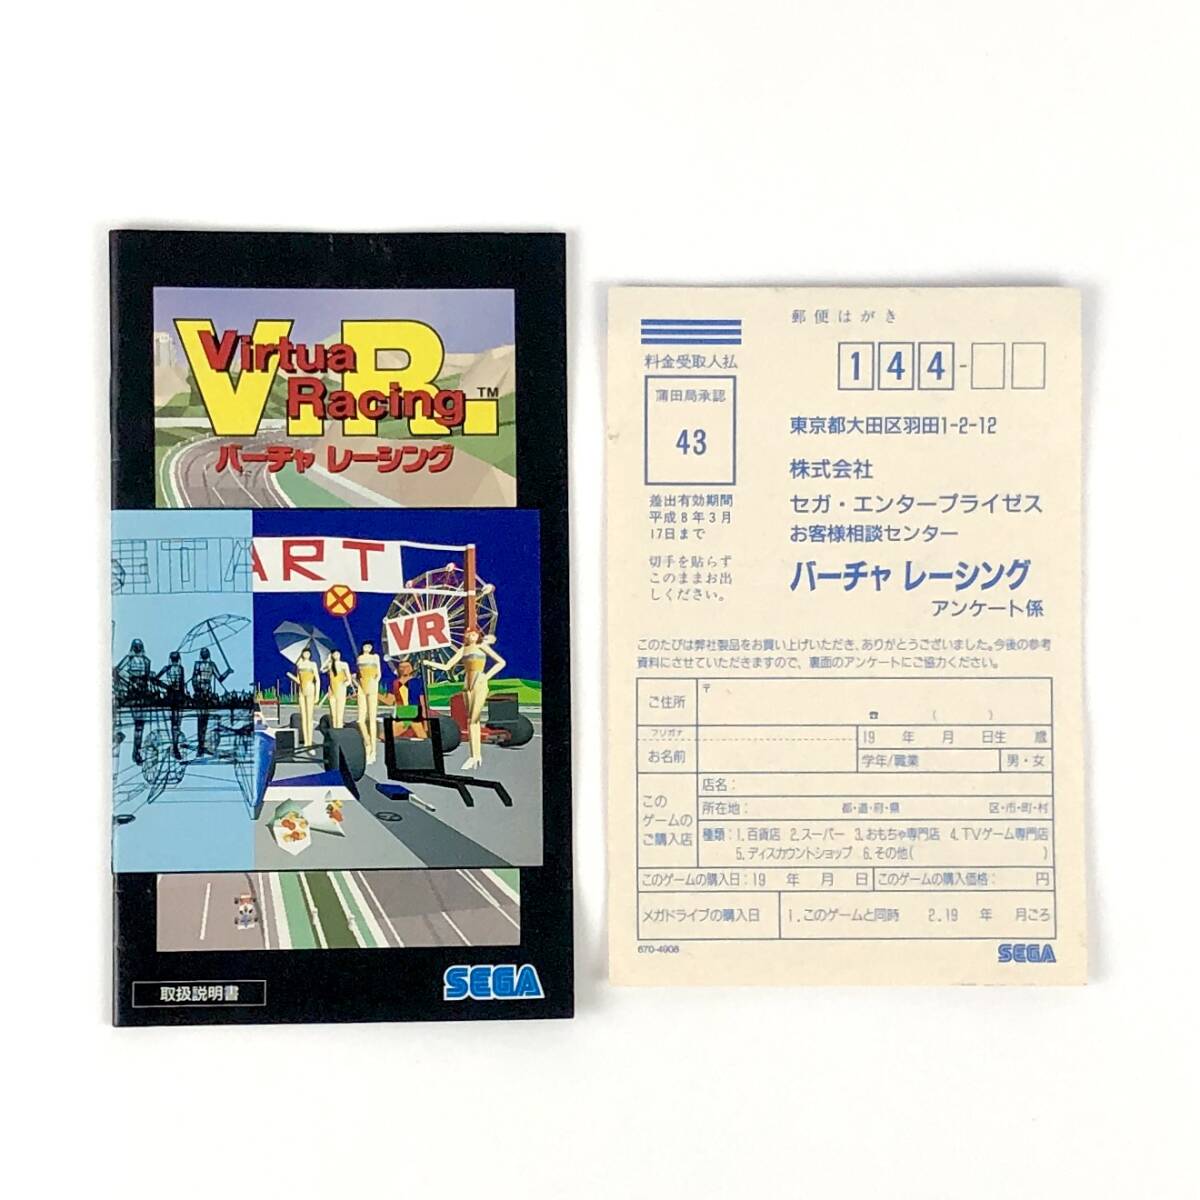 V.R.
Virtua
Racing
TM
バーチャ レーシング
ART
VR
取扱説明書
SEGA
郵便はがき
料金受取人払
蒲田局承認
43
差出有効期間
平成8年3月
17日まで
切手を貼らず
このままお出
しください。
144-
東京都大田区羽田1-2-12
株式会社
セガ・エンタープライゼス
お客様相談センター
バーチャ レーシング
アンケート係
このたびは弊社製品をお買い上げいただき、ありがとうございました。今後の参考
資料にさせていただきますので、裏面のアンケートにご協力ください。
ご住所
〒
☎ ( )
フリガナ
お名前
19 年 月 日生 歳
学年/職業
男・女
この
ゲームの
ご購入店
店名:
所在地: 都・道・府・県 区・市・町・村
種類:1.百貨店 2.スーパー 3.おもちゃ専門店 4.TVゲーム専門店
5.ディスカウントショップ 6.その他( )
このゲームの購入日:19 年 月 日
このゲームの購入価格: 円
メガドライブの購入日
1.このゲームと同時 2.19 年 月ごろ
670-4908
SEGA